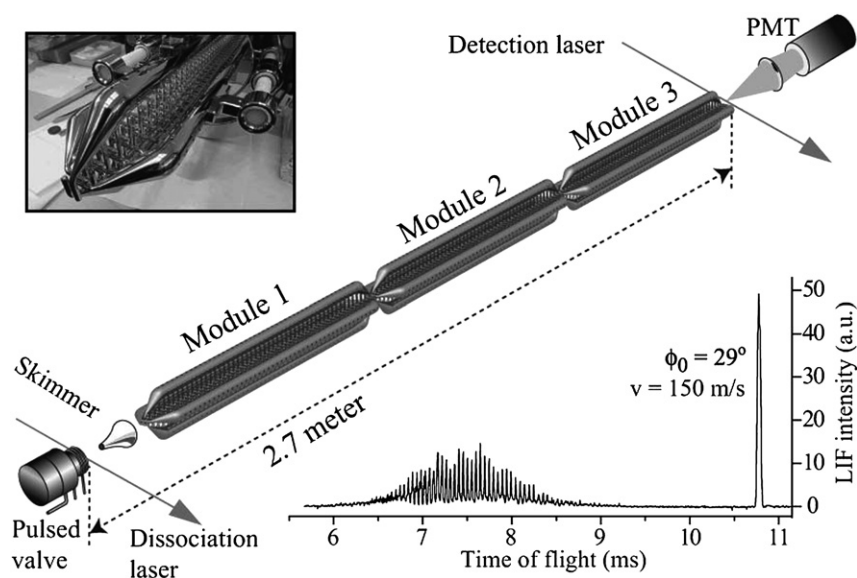 Detection laser
PMT
Module 3
Module 2
Module 1
Skimmer
2.7 meter
Pulsed
valve
Dissociation
laser
ϕ0 = 29º
v = 150 m/s
50
40
30
20
10
0
LIF intensity (a.u.)
6 7 8 9 10 11
Time of flight (ms)